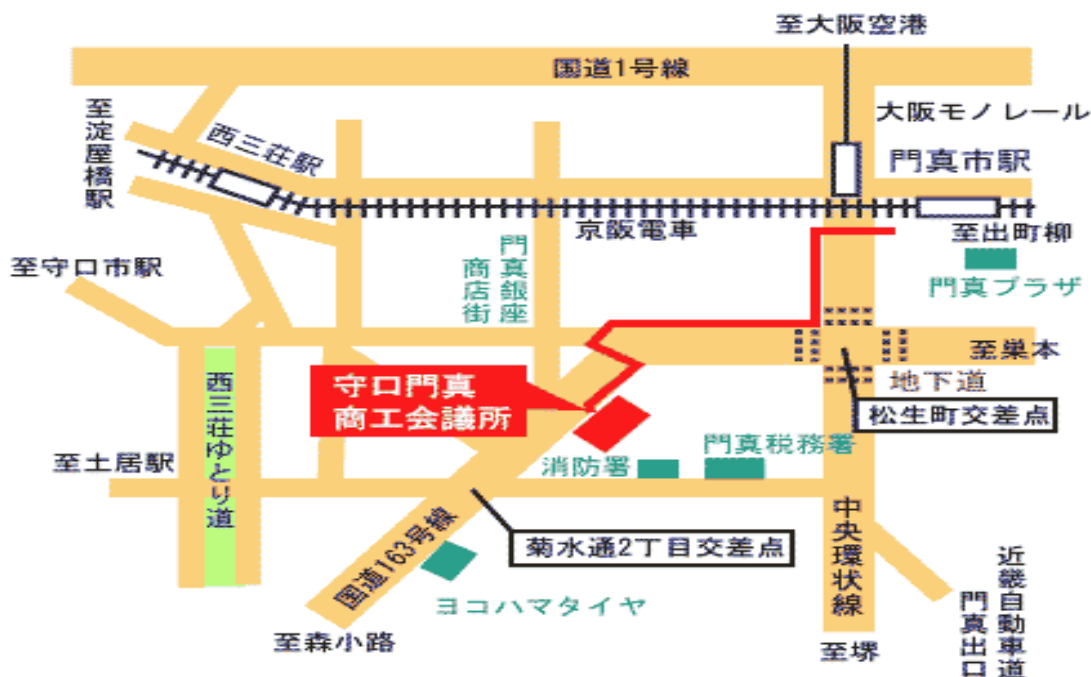 至大阪空港
国道1号線
大阪モノレール
至淀屋橋駅
西三荘駅
門真市駅
京阪電車
至出町柳
門真プラザ
至守口市駅
門真銀座
商店街
至巣本
地下道
松生町交差点
守口門真
商工会議所
西三荘ゆとり道
至土居駅
消防署
門真税務署
菊水通2丁目交差点
国道163号線
中央環状線
ヨコハマタイヤ
近畿自動車道
門真出口
至森小路
至堺